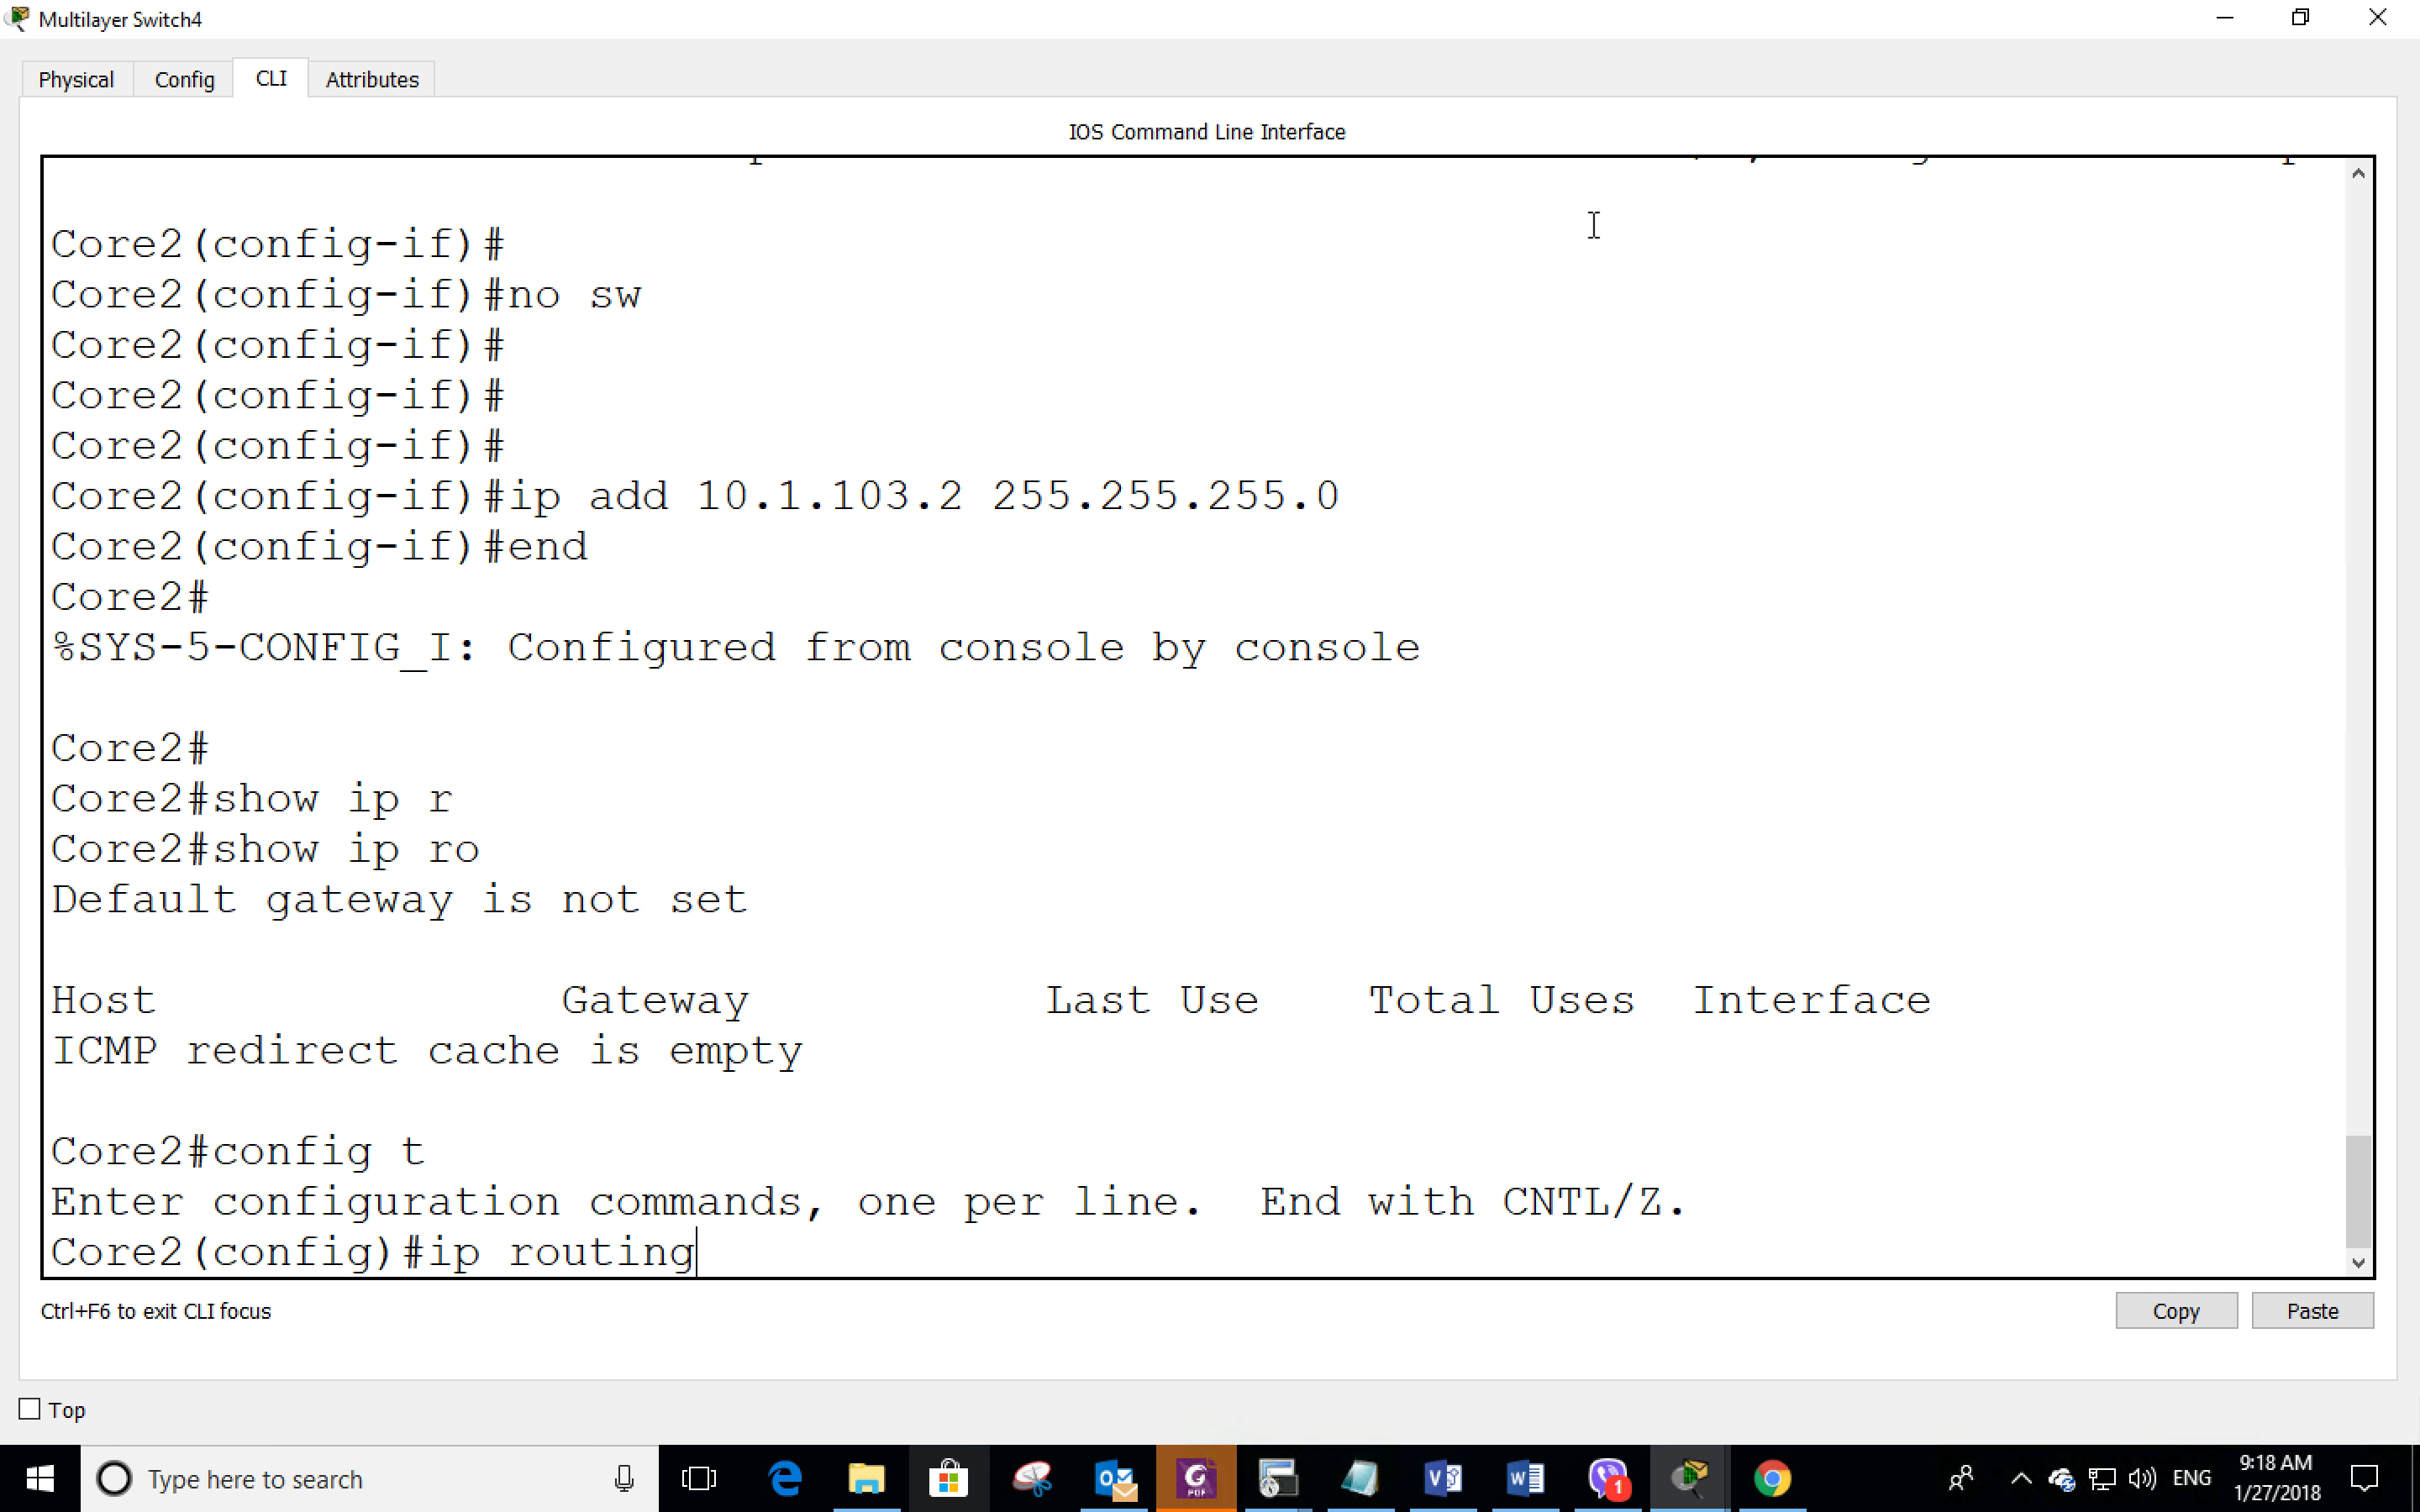 Multilayer Switch4
Physical
Config
CLI
Attributes
IOS Command Line Interface
Core2(config-if)#
Core2(config-if)#no sw
Core2(config-if)#
Core2(config-if)#
Core2(config-if)#
Core2(config-if)#ip add 10.1.103.2 255.255.255.0
Core2(config-if)#end
Core2#
%SYS-5-CONFIG_I: Configured from console by console
Core2#
Core2#show ip r
Core2#show ip ro
Default gateway is not set
Host Gateway Last Use Total Uses Interface
ICMP redirect cache is empty
Core2#config t
Enter configuration commands, one per line. End with CNTL/Z.
Core2(config)#ip routing
Ctrl+F6 to exit CLI focus
Copy
Paste
Top
Type here to search
1
ENG
9:18 AM
1/27/2018